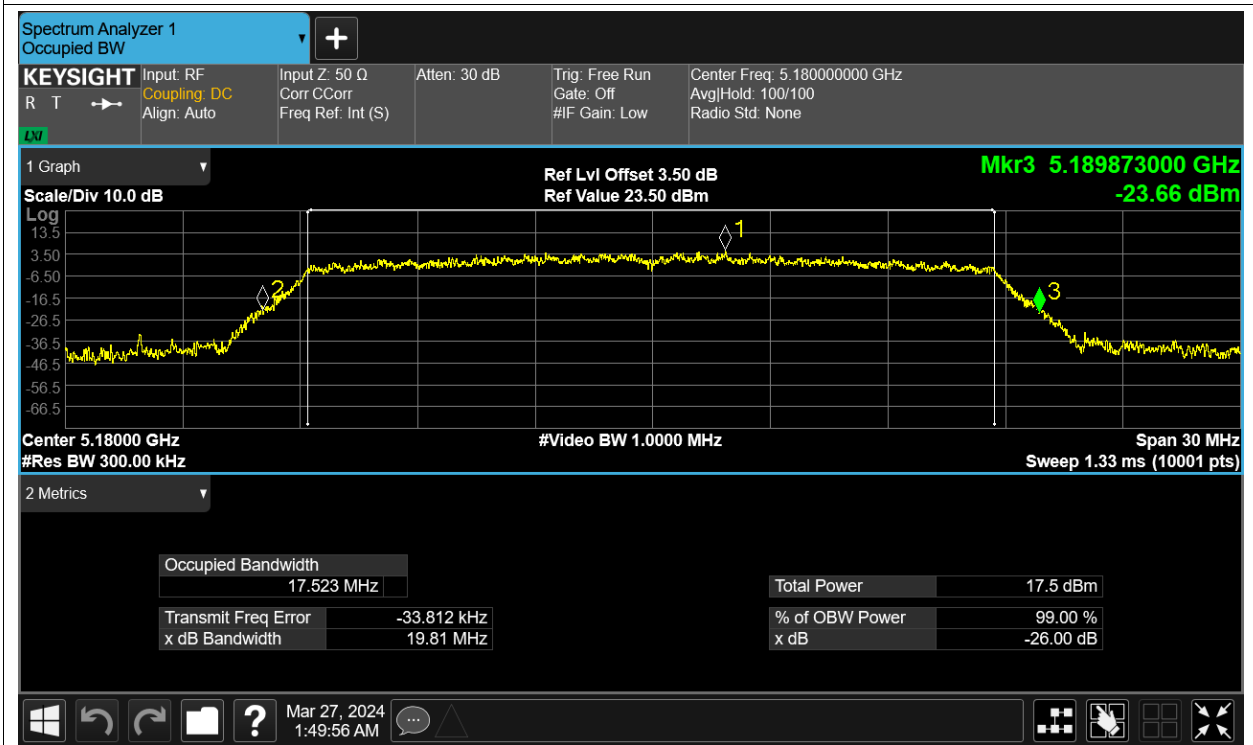 Spectrum Analyzer 1
Occupied BW
KEYSIGHT
R T
LXI
Input: RF
Coupling: DC
Align: Auto
Input Z: 50 Ω
Corr CCorr
Freq Ref: Int (S)
Atten: 30 dB
Trig: Free Run
Gate: Off
#IF Gain: Low
Center Freq: 5.180000000 GHz
Avg|Hold: 100/100
Radio Std: None
1 Graph
Scale/Div 10.0 dB
Ref Lvl Offset 3.50 dB
Ref Value 23.50 dBm
Mkr3 5.189873000 GHz
-23.66 dBm
Log
13.5
3.50
-6.50
-16.5
-26.5
-36.5
-46.5
-56.5
-66.5
1
2
3
Center 5.18000 GHz
#Video BW 1.0000 MHz
Span 30 MHz
#Res BW 300.00 kHz
Sweep 1.33 ms (10001 pts)
2 Metrics
Occupied Bandwidth
17.523 MHz
Transmit Freq Error -33.812 kHz
x dB Bandwidth 19.81 MHz
Total Power 17.5 dBm
% of OBW Power 99.00 %
x dB -26.00 dB
?
Mar 27, 2024
1:49:56 AM